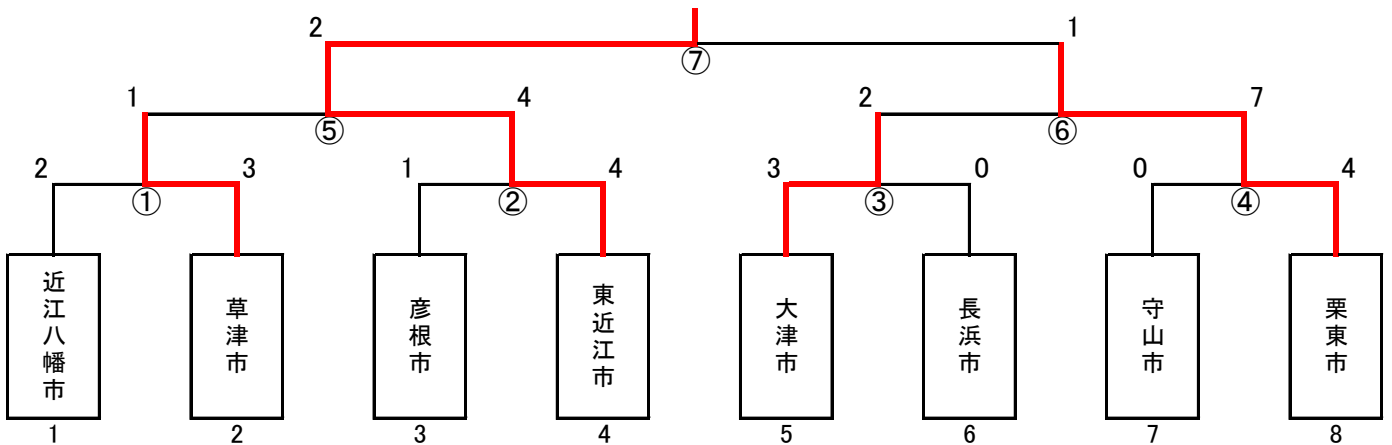 2 1
⑦
1 4 2 7
⑤ ⑥
2 3 1 4 3 0 0 4
① ② ③ ④
近江八幡市
草津市
彦根市
東近江市
大津市
長浜市
守山市
栗東市
1 2 3 4 5 6 7 8